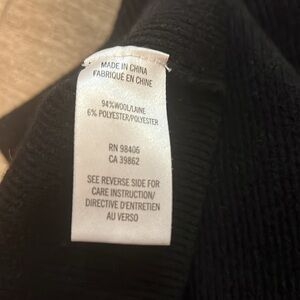 MADE IN CHINA
FABRIQUÉ EN CHINE
94%WOOL/LAINE
6% POLYESTER/POLYESTER
RN 98406
CA 39862
SEE REVERSE SIDE FOR
CARE INSTRUCTION/
DIRECTIVE D'ENTRETIEN
AU VERSO